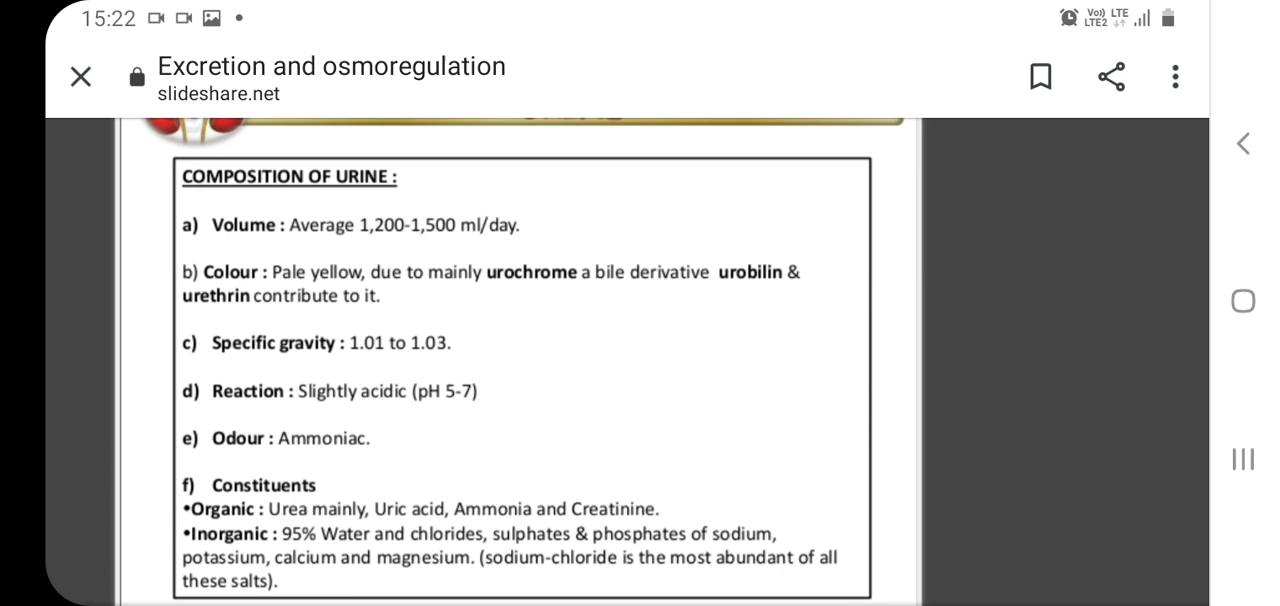 15:22
Vo) LTE
LTE2
Excretion and osmoregulation
slideshare.net
COMPOSITION OF URINE :
a) Volume : Average 1,200-1,500 ml/day.
b) Colour : Pale yellow, due to mainly urochrome a bile derivative urobilin &
urethrin contribute to it.
c) Specific gravity : 1.01 to 1.03.
d) Reaction : Slightly acidic (pH 5-7)
e) Odour : Ammoniac.
f) Constituents
•Organic : Urea mainly, Uric acid, Ammonia and Creatinine.
•Inorganic : 95% Water and chlorides, sulphates & phosphates of sodium,
potassium, calcium and magnesium. (sodium-chloride is the most abundant of all
these salts).